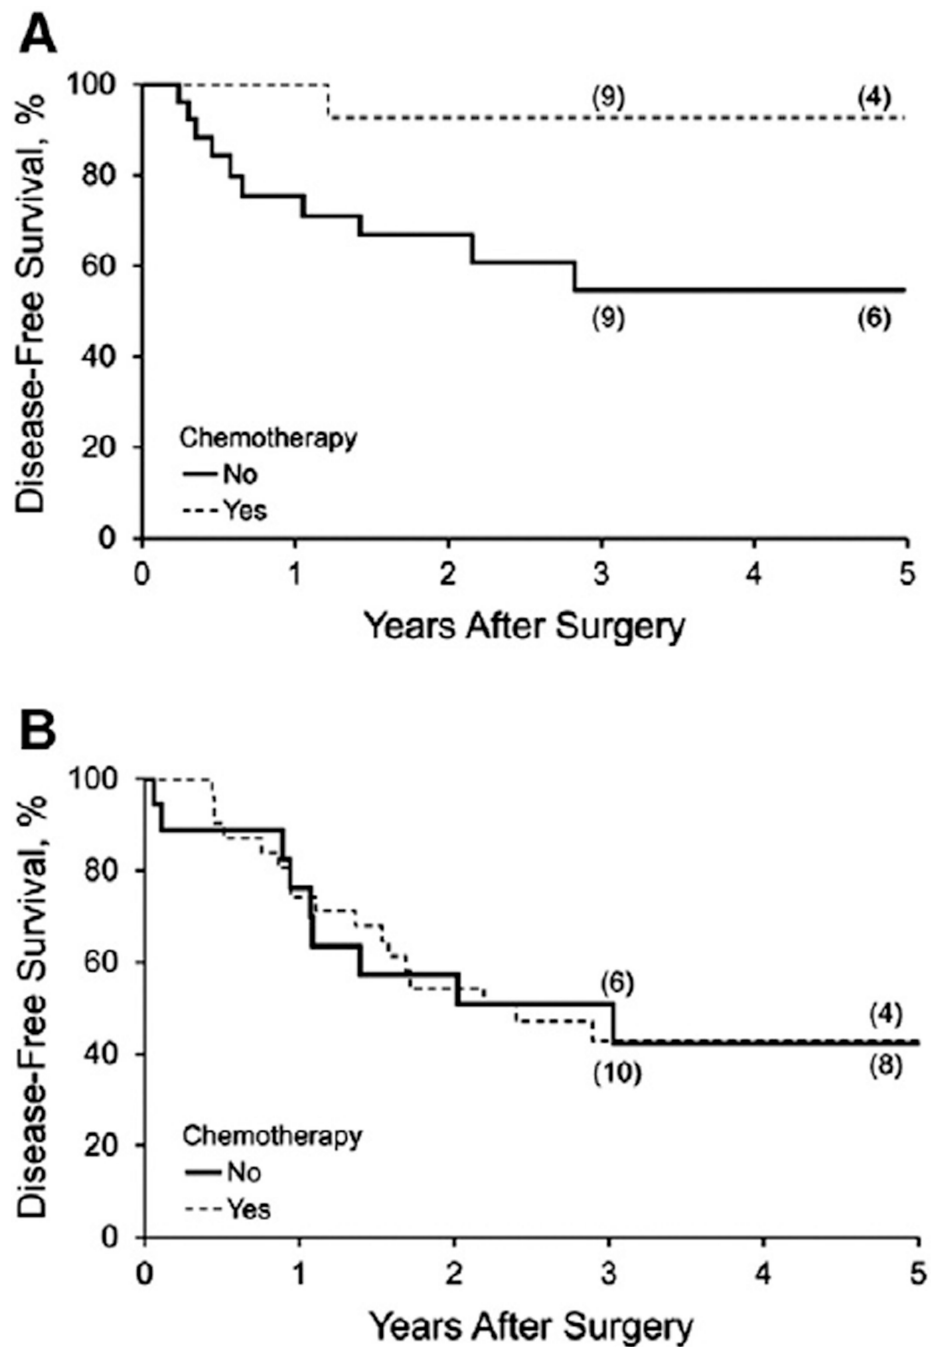 A
Disease-Free Survival, %
100
80
60
40
20
0
(9)
(4)
(9)
(6)
Chemotherapy
No
Yes
0 1 2 3 4 5
Years After Surgery
B
Disease-Free Survival, %
100
80
60
40
20
0
(6)
(4)
(10)
(8)
Chemotherapy
No
Yes
0 1 2 3 4 5
Years After Surgery